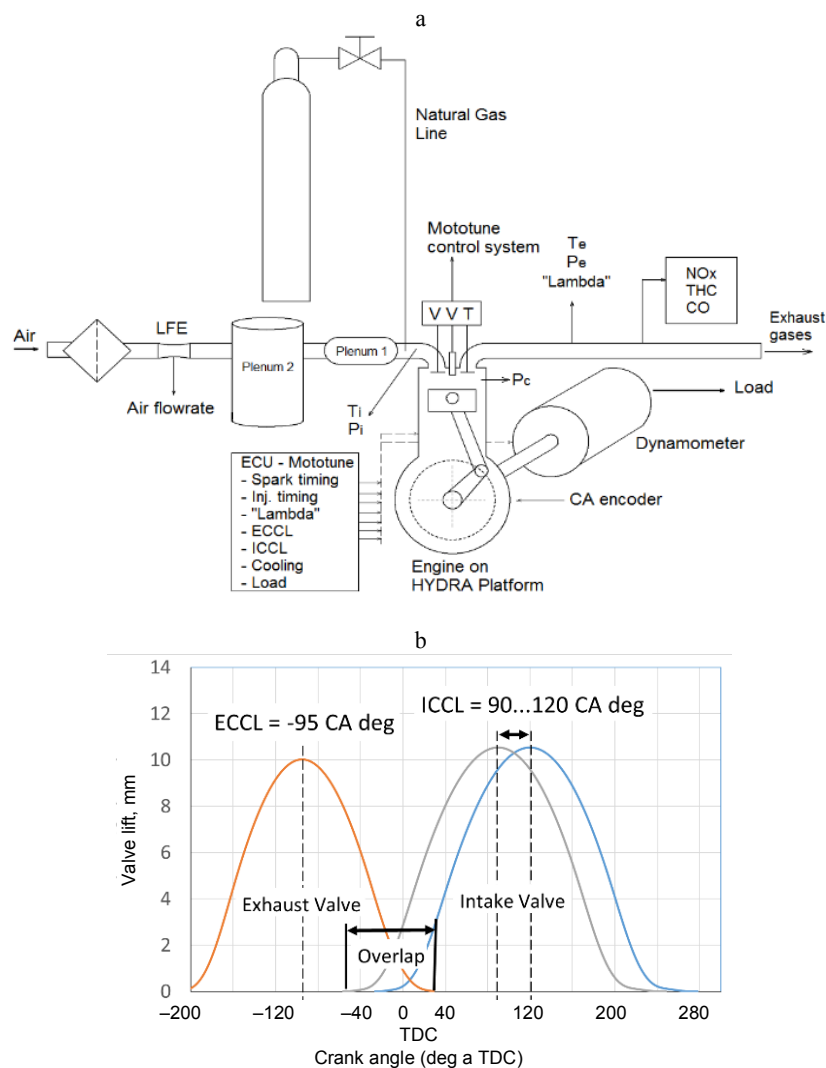 a
Natural Gas
Line
Mototune
control system
Te
Pe
"Lambda"
NOx
THC
CO
V V T
Air
LFE
Exhaust
gases
Plenum 2
Plenum 1
Pc
Air flowrate
Ti
Pi
Load
Dynamometer
ECU - Mototune
- Spark timing
- Inj. timing
- "Lambda"
- ECCL
- ICCL
- Cooling
- Load
CA encoder
Engine on
HYDRA Platform
b
14
12
10
8
6
4
2
0
Valve lift, mm
ECCL = -95 CA deg
ICCL = 90...120 CA deg
Exhaust Valve
Intake Valve
Overlap
–200 –120 –40 0 40 120 200 280
TDC
Crank angle (deg a TDC)